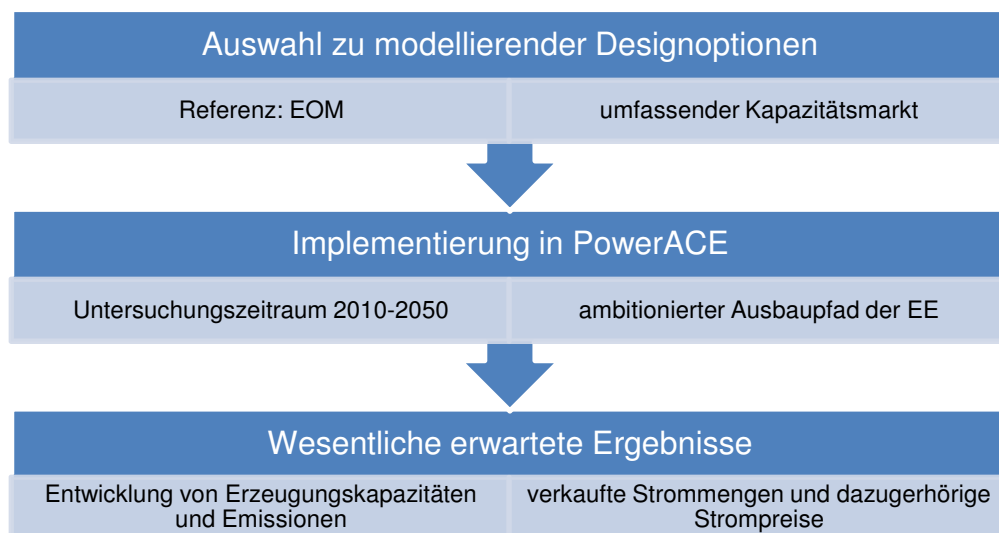 Auswahl zu modellierender Designoptionen
Referenz: EOM
umfassender Kapazitätsmarkt
Implementierung in PowerACE
Untersuchungszeitraum 2010-2050
ambitionierter Ausbaupfad der EE
Wesentliche erwartete Ergebnisse
Entwicklung von Erzeugungskapazitäten
und Emissionen
verkaufte Strommengen und dazugerhörige
Strompreise